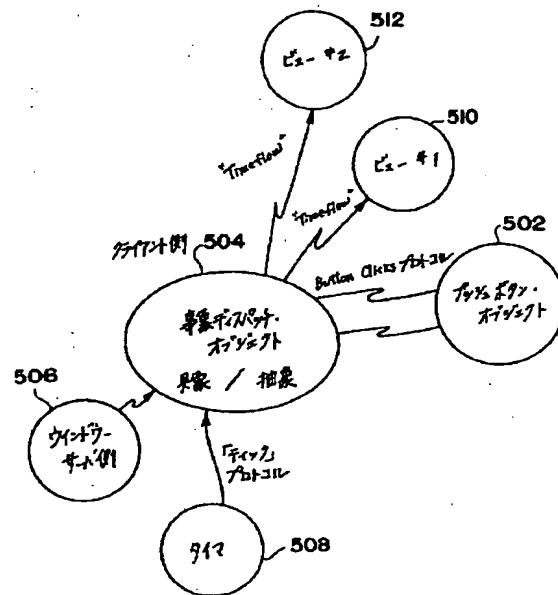 512
ビュー #2
510
ビュー #1
"Timeflow"
"Timeflow"
クライアント側 504
502
Button Clicks プロトコル
プッシュボタン・
オブジェクト
事象ディスパッチ・
オブジェクト
具象 / 抽象
506
ウインドウー
サーバ側
「ティック」
プロトコル
タイマ
508